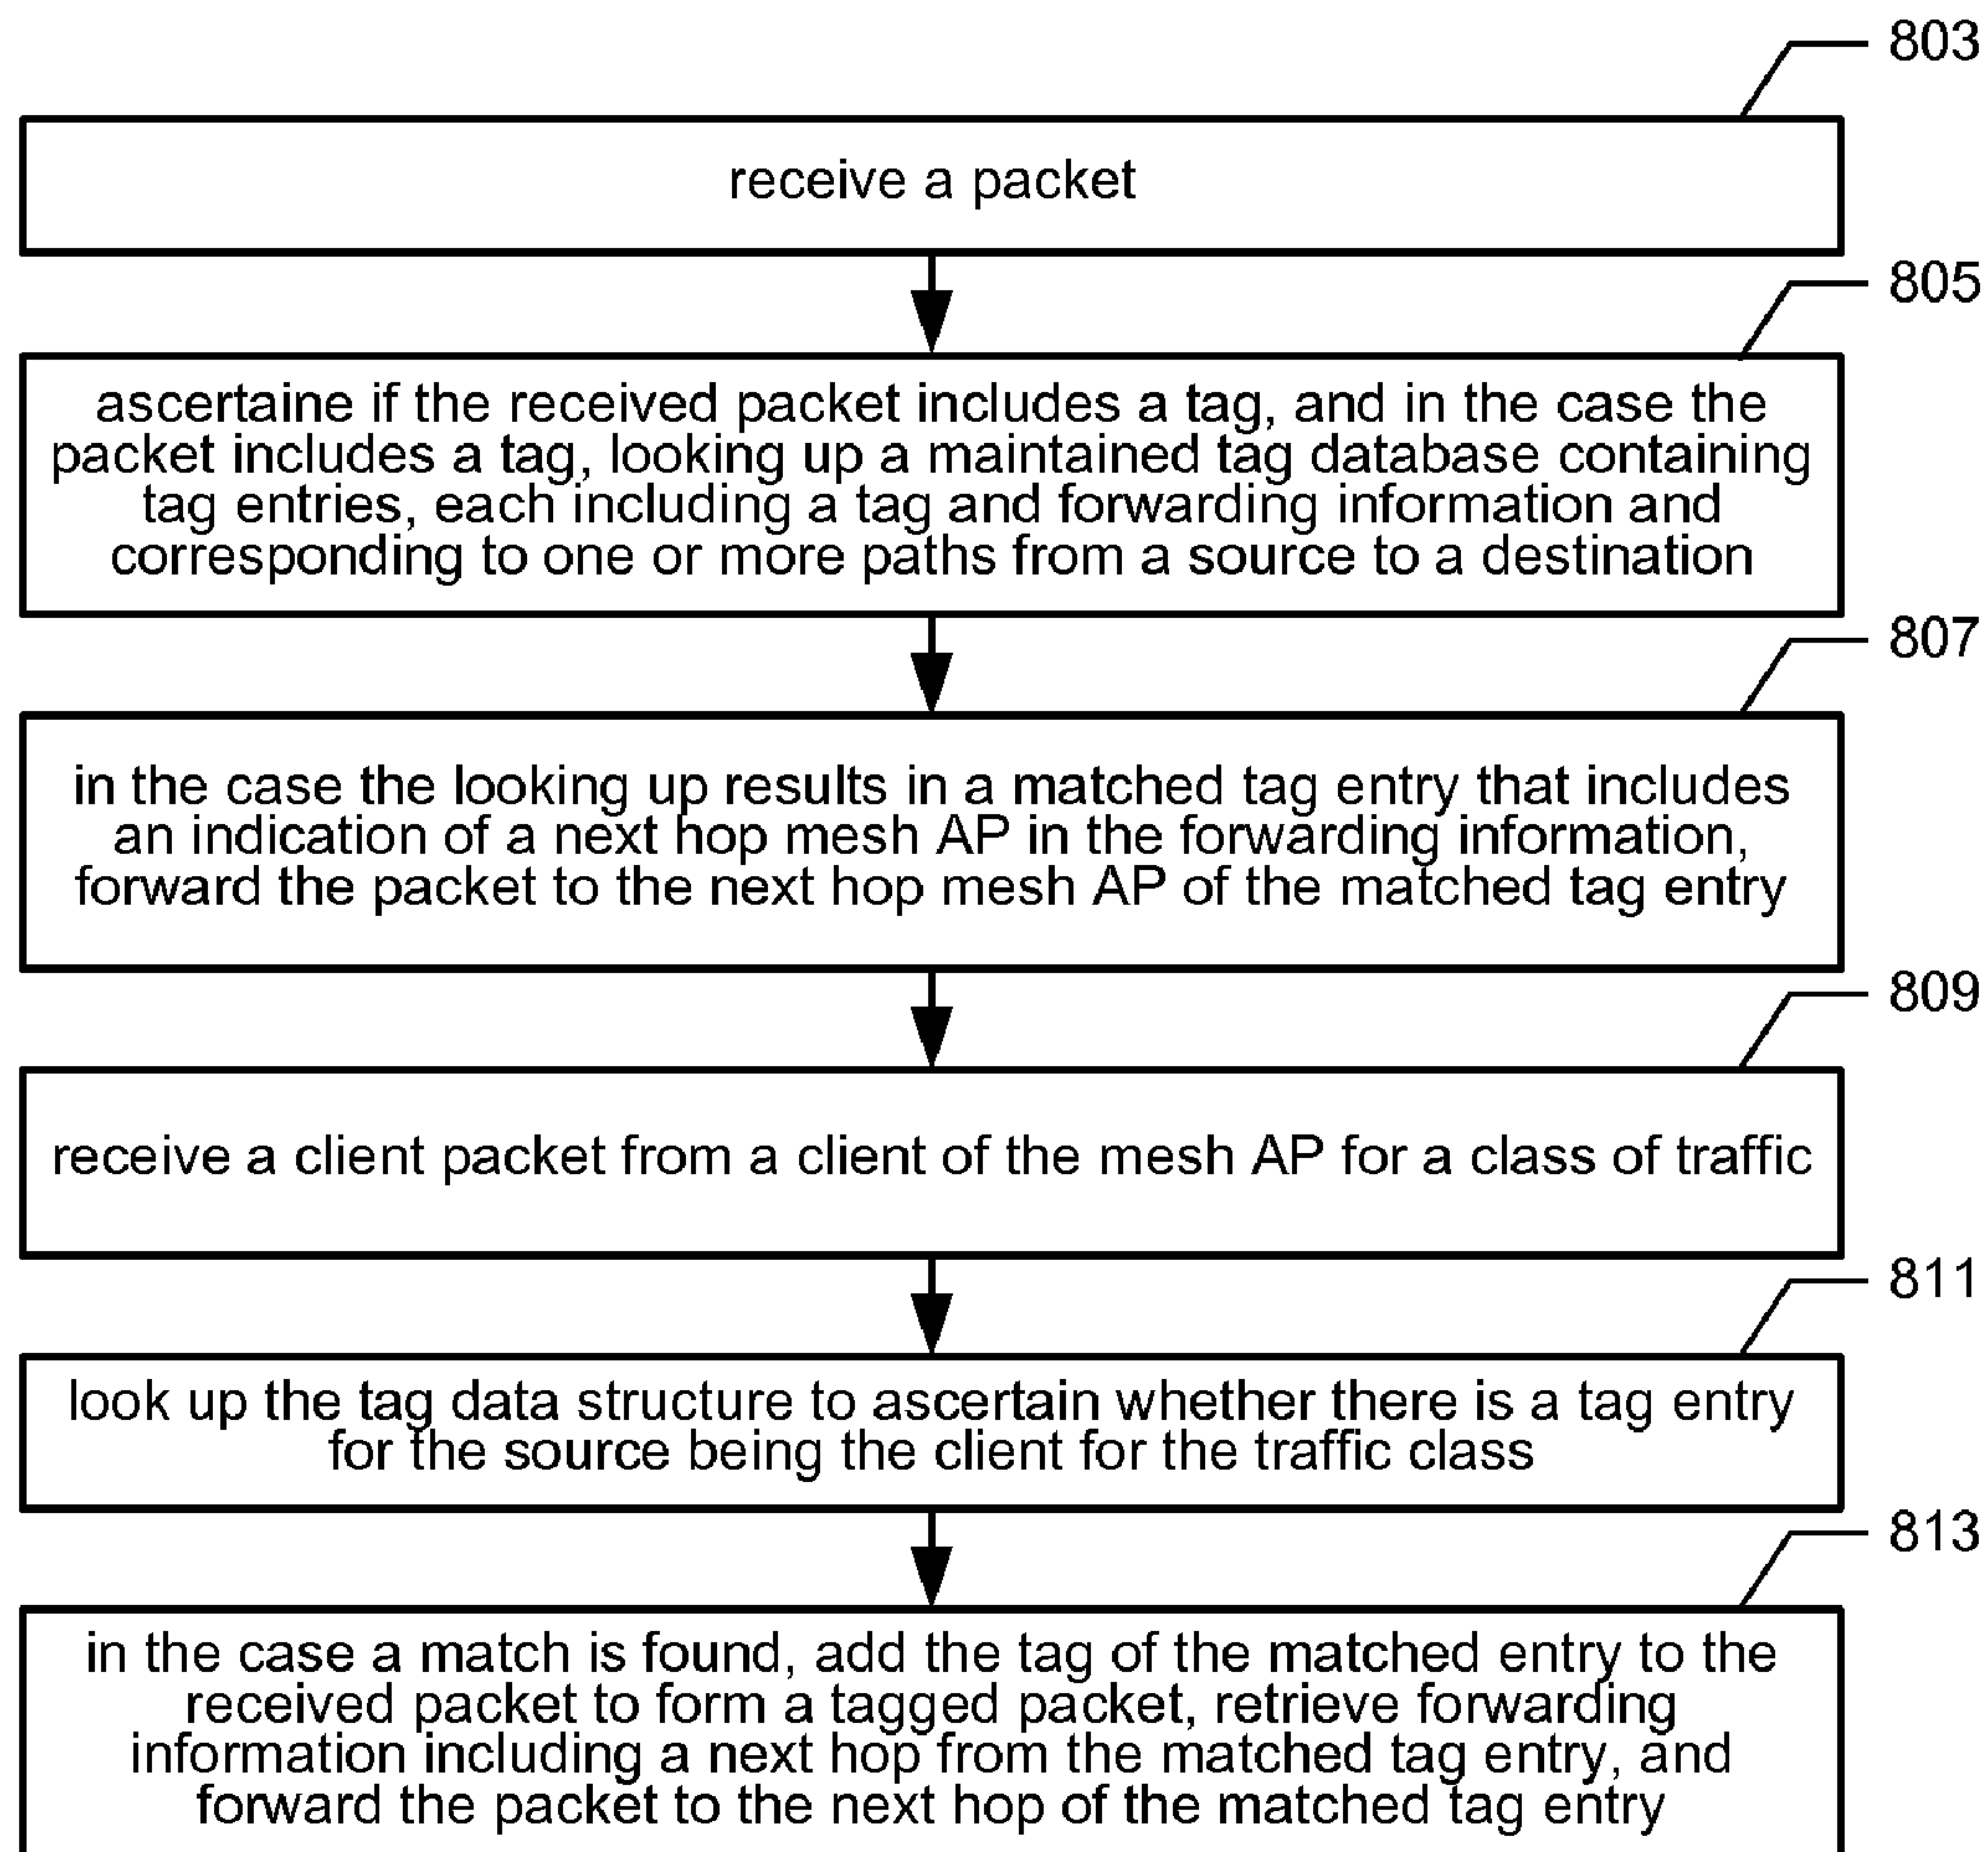 803
receive a packet
805
ascertaine if the received packet includes a tag, and in the case the
packet includes a tag, looking up a maintained tag database containing
tag entries, each including a tag and forwarding information and
corresponding to one or more paths from a source to a destination
807
in the case the looking up results in a matched tag entry that includes
an indication of a next hop mesh AP in the forwarding information,
forward the packet to the next hop mesh AP of the matched tag entry
809
receive a client packet from a client of the mesh AP for a class of traffic
811
look up the tag data structure to ascertain whether there is a tag entry
for the source being the client for the traffic class
813
in the case a match is found, add the tag of the matched entry to the
received packet to form a tagged packet, retrieve forwarding
information including a next hop from the matched tag entry, and
forward the packet to the next hop of the matched tag entry